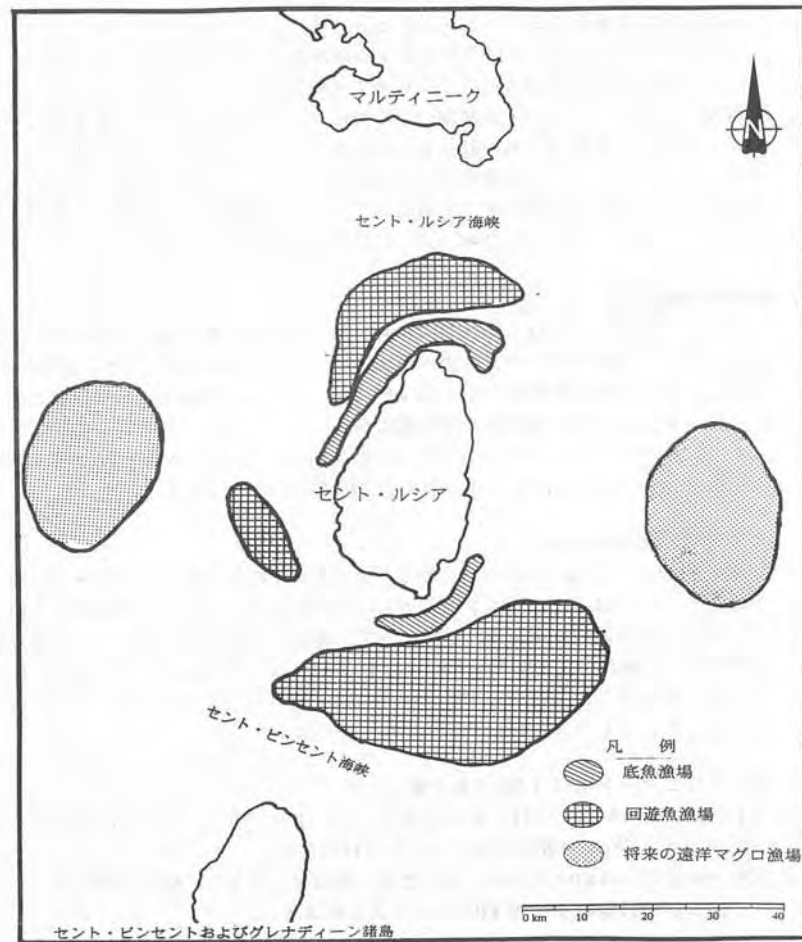 マルティニーク
N
セント・ルシア海峡
セント・ルシア
セント・ビンセント海峡
凡 例
底魚漁場
回遊魚漁場
将来の遠洋マグロ漁場
0 km 10 20 30 40
セント・ビンセントおよびグレナディーン諸島